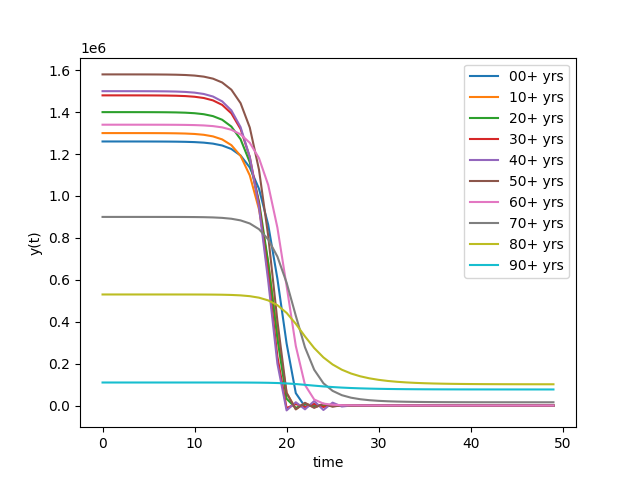 1e6
1.6
1.4
1.2
1.0
0.8
0.6
0.4
0.2
0.0
y(t)
0
10
20
30
40
50
time
00+ yrs
10+ yrs
20+ yrs
30+ yrs
40+ yrs
50+ yrs
60+ yrs
70+ yrs
80+ yrs
90+ yrs